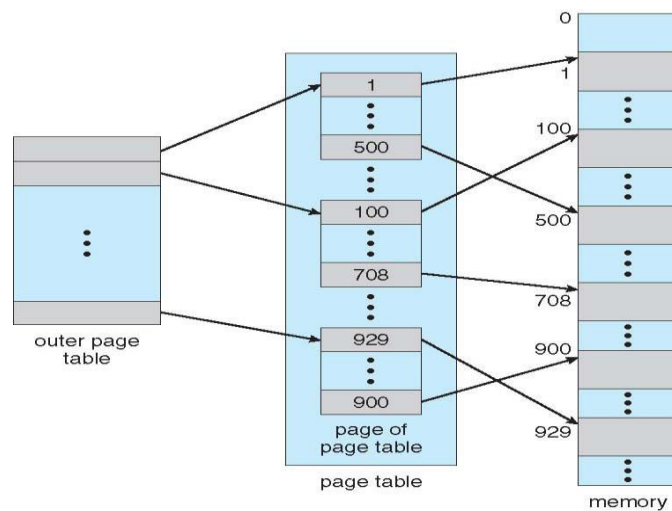 outer page
table
1
500
100
708
929
900
page of
page table
page table
0
1
100
500
708
900
929
memory